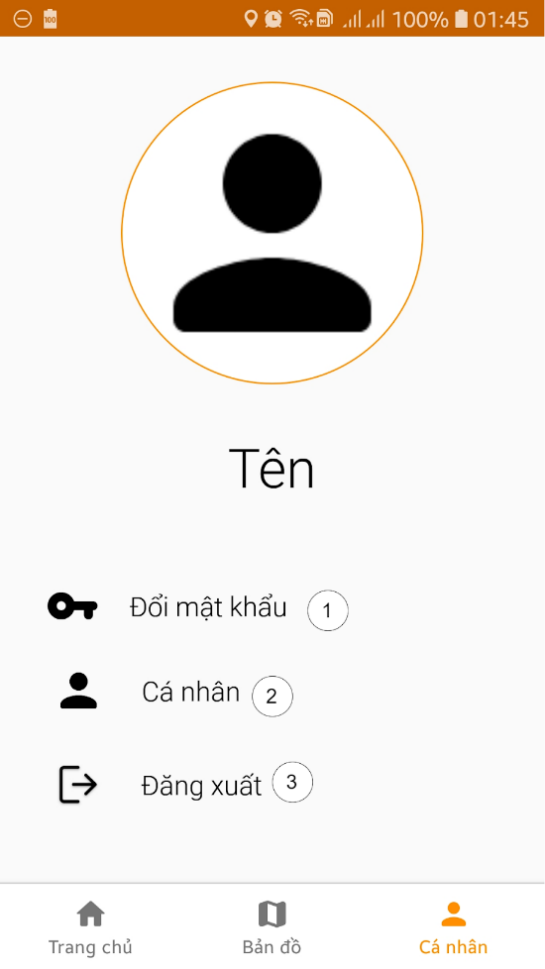 100 100% 01:45
Tên
Đổi mật khẩu 1
Cá nhân 2
Đăng xuất 3
Trang chủ Bản đồ Cá nhân